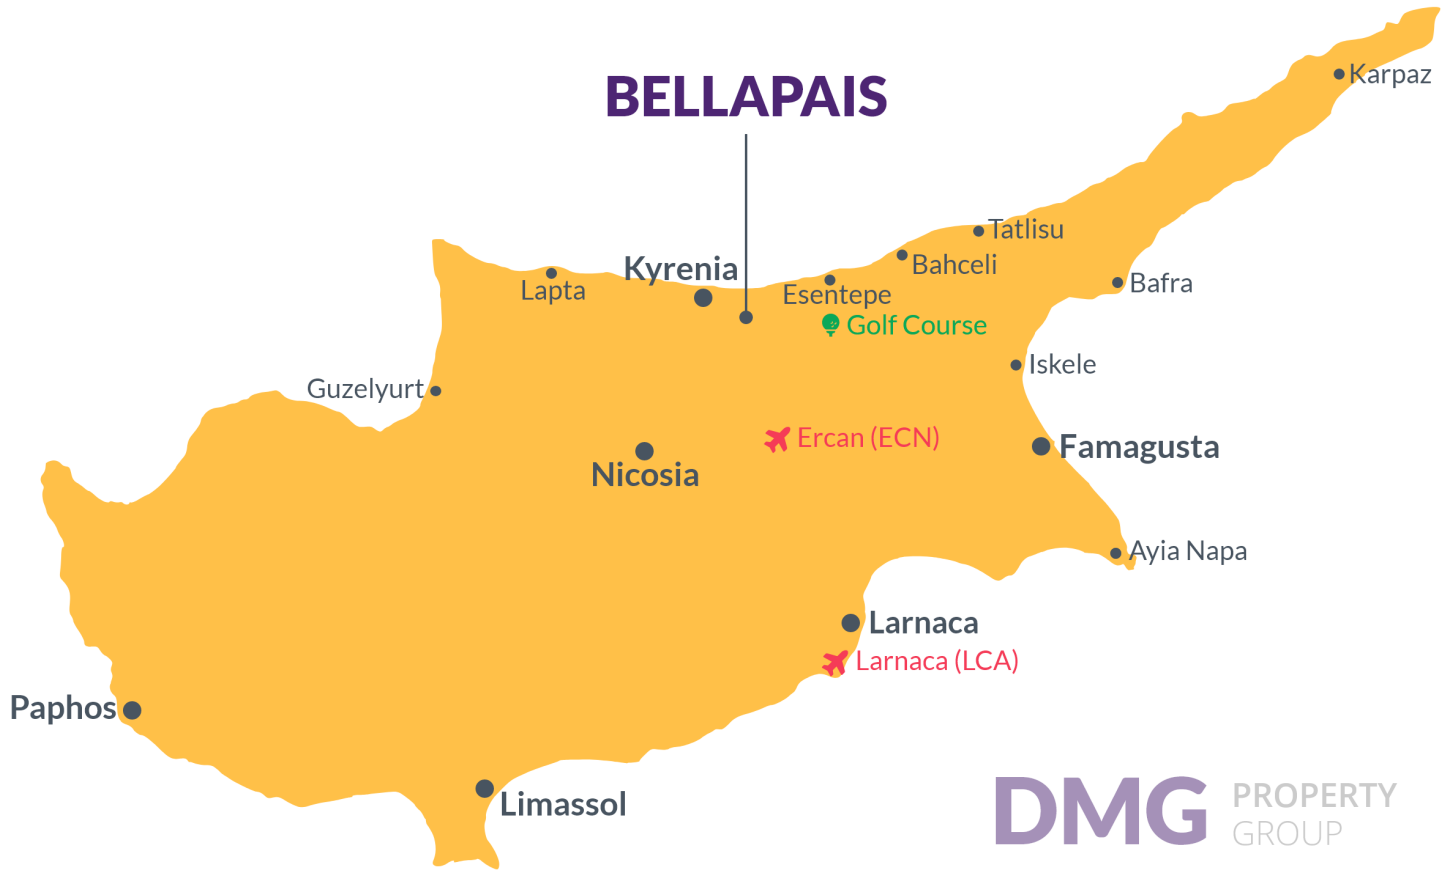 Karpaz
BELLAPAIS
Tatlisu
Kyrenia
Bahceli
Lapta
Esentepe
Bafra
Golf Course
Iskele
Guzelyurt
Ercan (ECN)
Famagusta
Nicosia
Ayia Napa
Larnaca
Larnaca (LCA)
Paphos
Limassol
DMG PROPERTY
GROUP